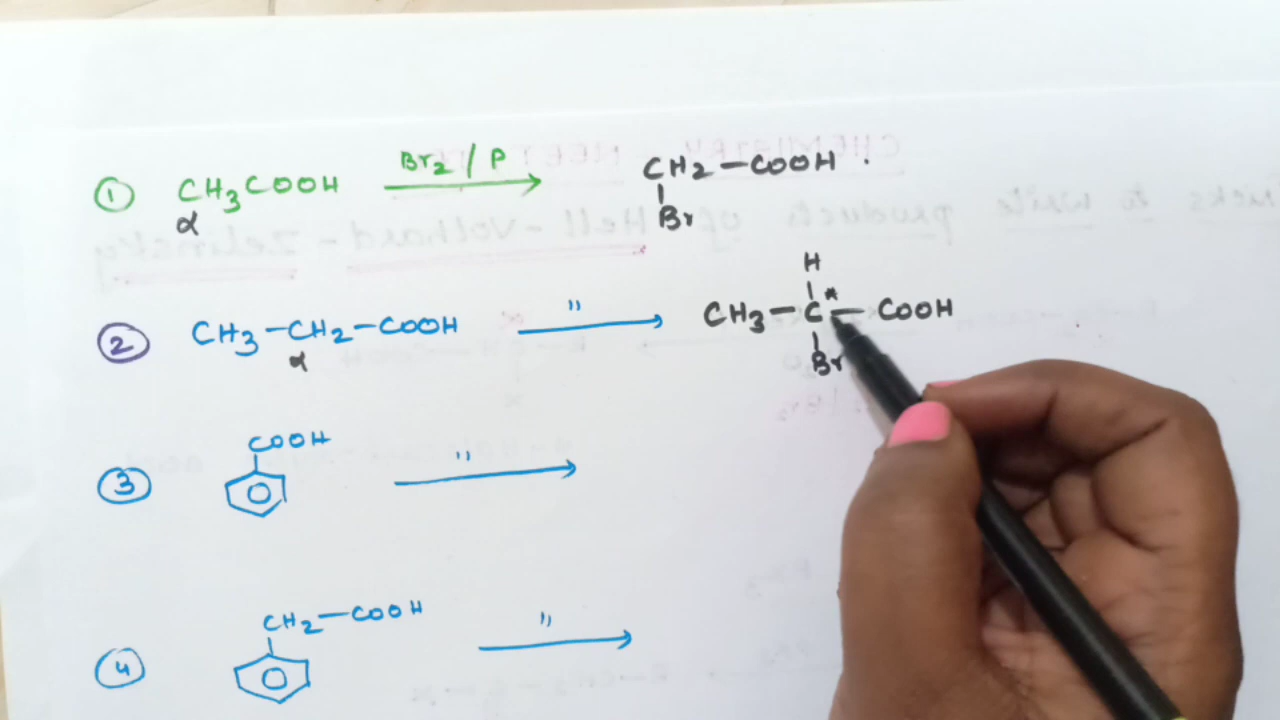 ① CH3COOH Br2/P CH2-COOH.
α Br
H
② CH3-CH2-COOH " CH3-C*-COOH
α Br
COOH
③ "
CH2-COOH
④ "